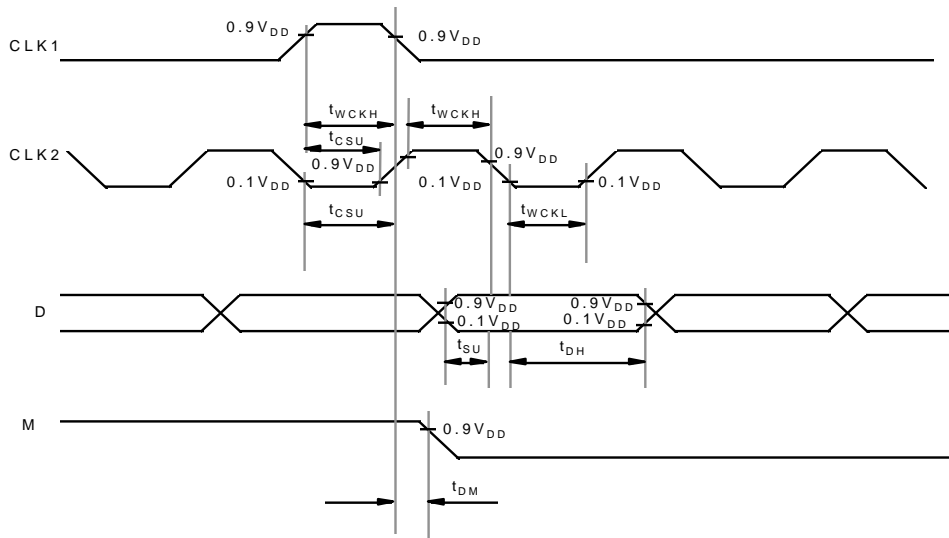 0.9VDD
0.9VDD
CLK1
tWCKH
tWCKH
tCSU
CLK2
0.9VDD
0.9VDD
0.1VDD
0.1VDD
0.1VDD
tCSU
tWCKL
D
0.9VDD
0.9VDD
0.1VDD
0.1VDD
tSU
tDH
M
0.9VDD
tDM